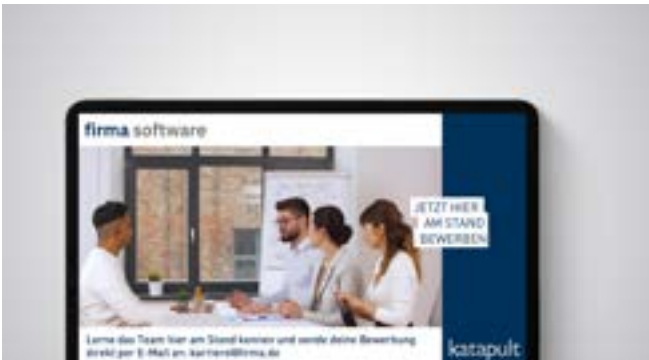 firma software
JETZT HIER
AM STAND
BEWERBEN
Lerne das Team hier am Stand kennen und sende deine Bewerbung
direkt per E-Mail an: karriere@firma.de
katapult